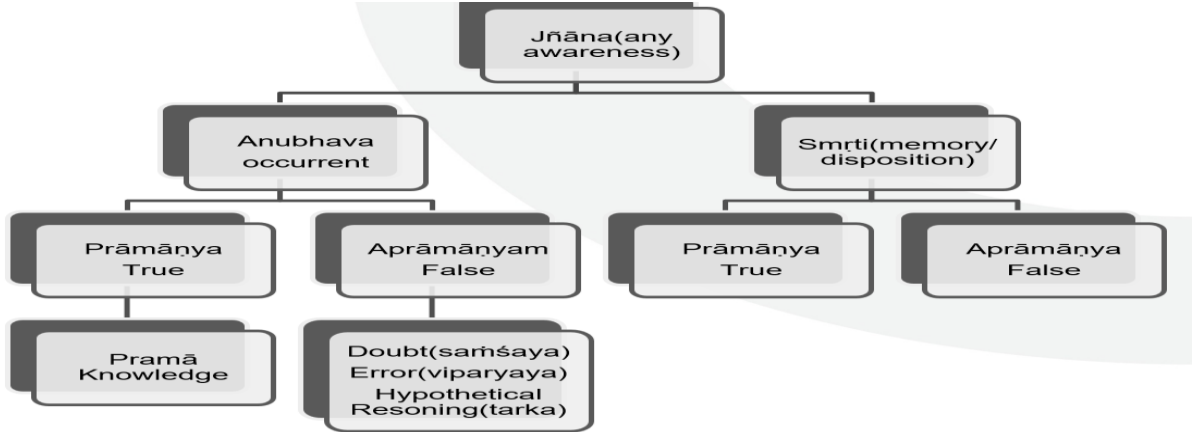 Jñāna(any
awareness)
Anubhava
occurrent
Smṛti(memory/
disposition)
Prāmāṇya
True
Aprāmāṇyam
False
Prāmāṇya
True
Aprāmāṇya
False
Pramā
Knowledge
Doubt(saṁśaya)
Error(viparyaya)
Hypothetical
Resoning(tarka)